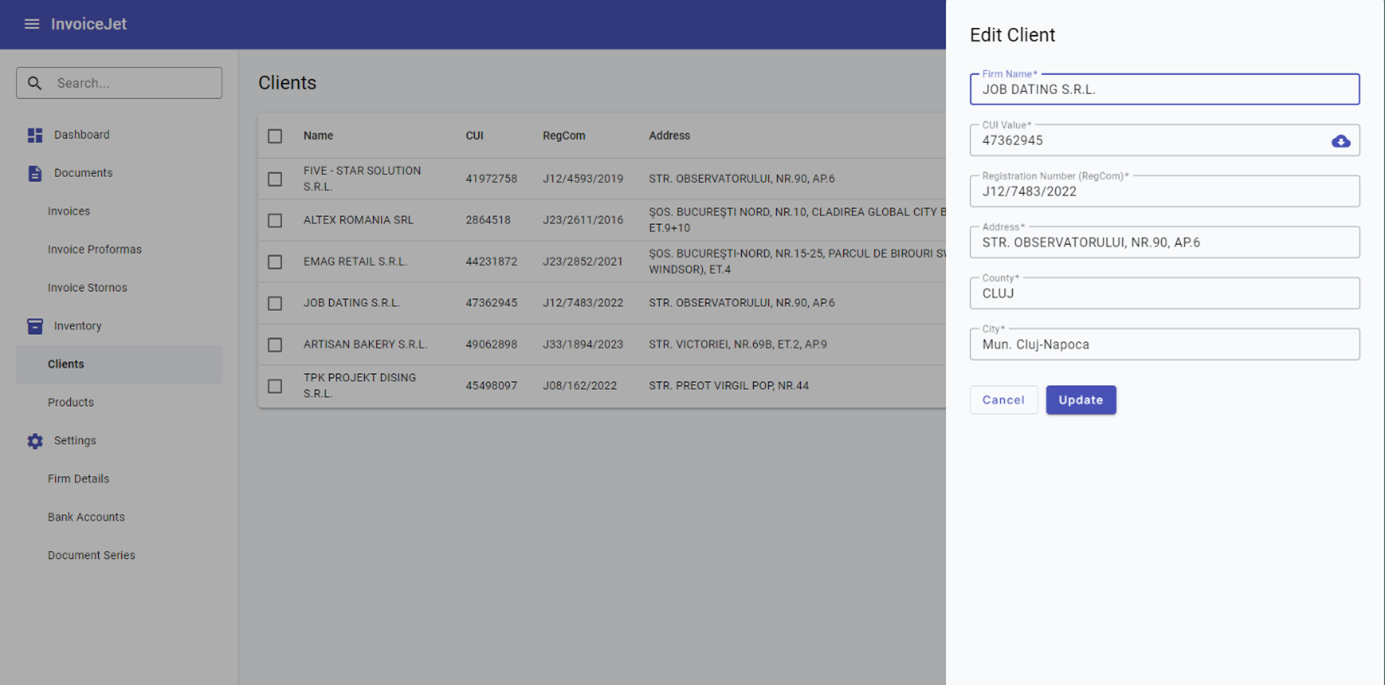 InvoiceJet
Search...
Dashboard
Documents
Invoices
Invoice Proformas
Invoice Stornos
Inventory
Clients
Products
Settings
Firm Details
Bank Accounts
Document Series
Clients
Name CUI RegCom Address
FIVE - STAR SOLUTION
S.R.L. 41972758 J12/4593/2019 STR. OBSERVATORULUI, NR.90, AP.6
ALTEX ROMANIA SRL 2864518 J23/2611/2016 ȘOS. BUCUREȘTI NORD, NR.10, CLADIREA GLOBAL CITY B
ET.9+10
EMAG RETAIL S.R.L. 44231872 J23/2852/2021 ȘOS. BUCUREȘTI-NORD, NR.15-25, PARCUL DE BIROURI
WINDSOR), ET.4
JOB DATING S.R.L. 47362945 J12/7483/2022 STR. OBSERVATORULUI, NR.90, AP.6
ARTISAN BAKERY S.R.L. 49062898 J33/1894/2023 STR. VICTORIEI, NR.69B, ET.2, AP.9
TPK PROJEKT DISING
S.R.L. 45498097 J08/162/2022 STR. PREOT VIRGIL POP, NR.44
Edit Client
Firm Name*
JOB DATING S.R.L.
CUI Value*
47362945
Registration Number (RegCom)*
J12/7483/2022
Address*
STR. OBSERVATORULUI, NR.90, AP.6
County*
CLUJ
City*
Mun. Cluj-Napoca
Cancel Update